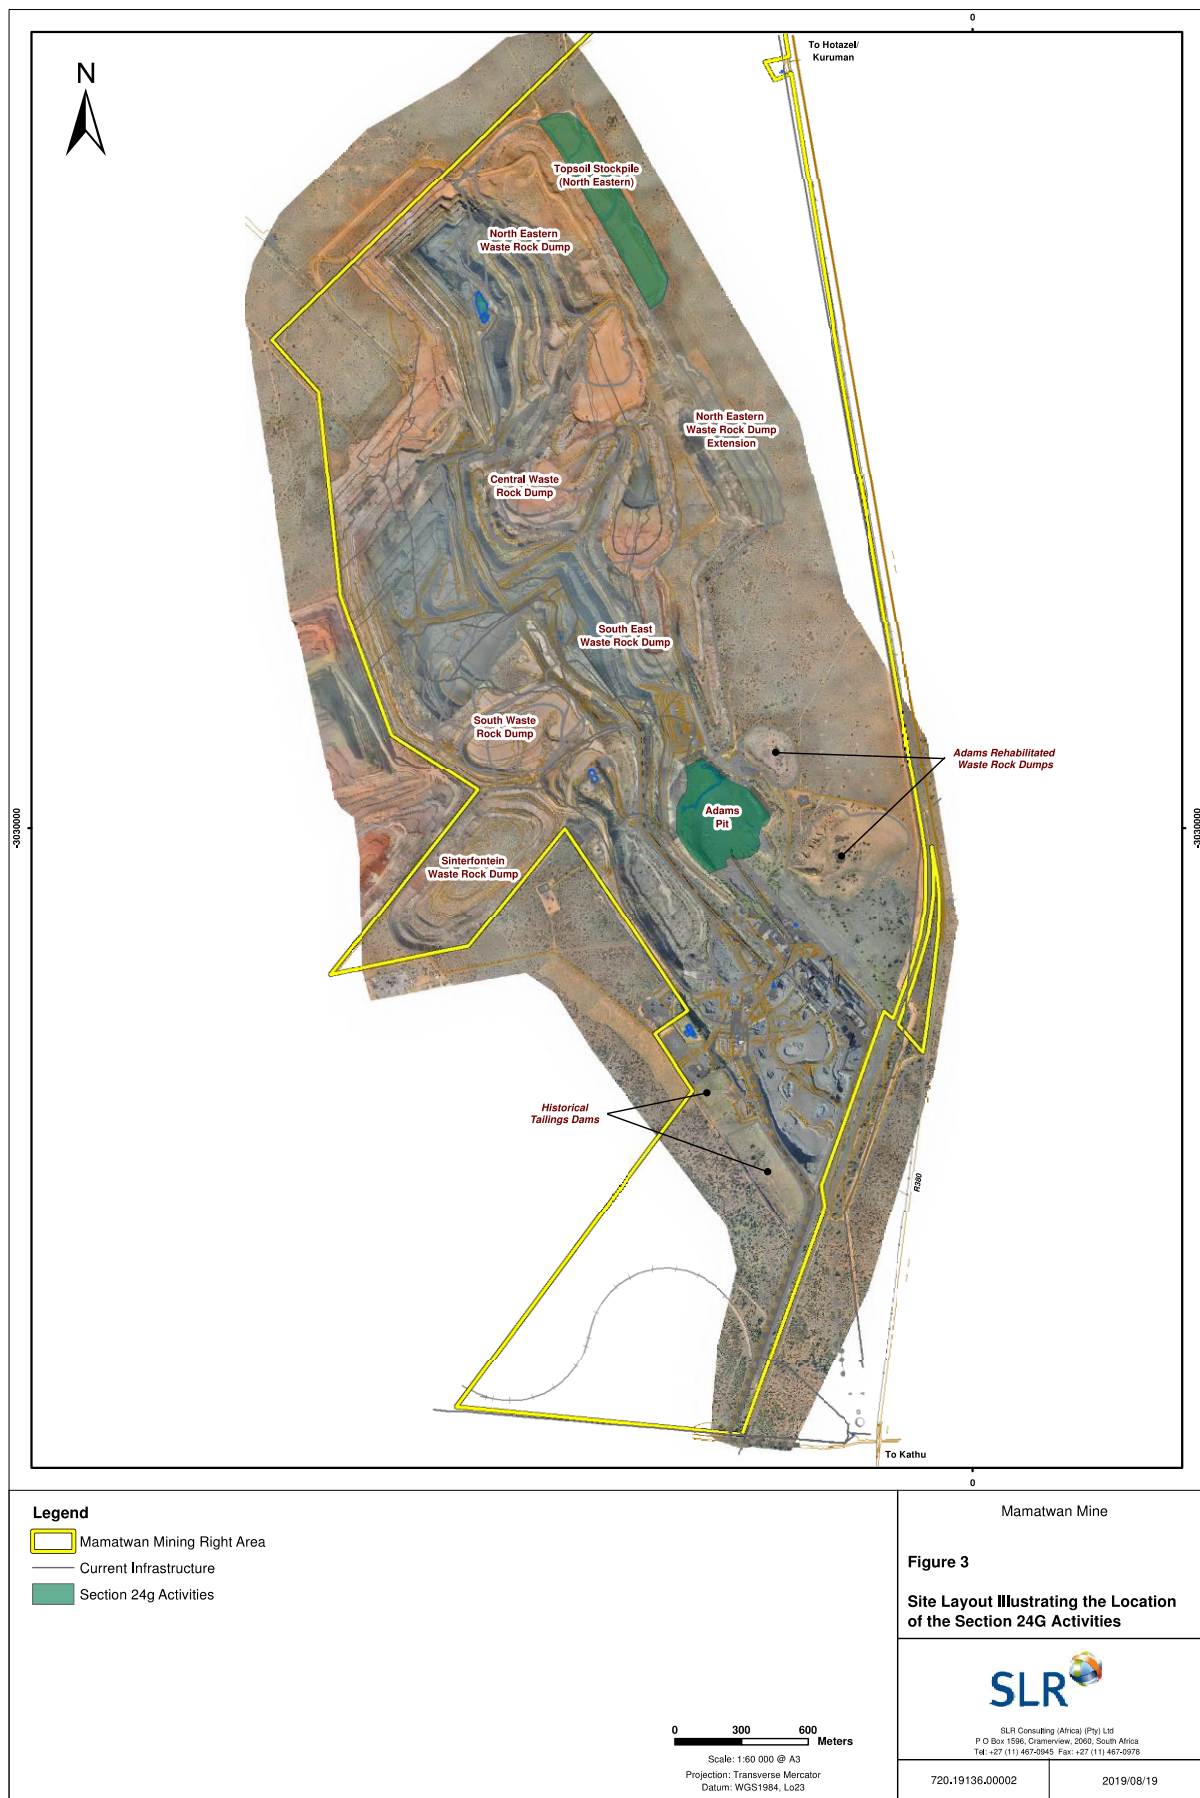 0
To Hotazel/
Kuruman
N
Topsoil Stockpile
(North Eastern)
North Eastern
Waste Rock Dump
North Eastern
Waste Rock Dump
Extension
Central Waste
Rock Dump
South East
Waste Rock Dump
South Waste
Rock Dump
Adams Rehabilitated
Waste Rock Dumps
Adams
Pit
-3030000
-3030000
Sinterfontein
Waste Rock Dump
Historical
Tailings Dams
R380
To Kathu
0
Legend
Mamatwan Mining Right Area
Current Infrastructure
Section 24g Activities
0 300 600
Meters
Scale: 1:60 000 @ A3
Projection: Transverse Mercator
Datum: WGS1984, Lo23
Mamatwan Mine
Figure 3
Site Layout Illustrating the Location
of the Section 24G Activities
SLR
SLR Consulting (Africa) (Pty) Ltd
P O Box 1596, Cramerview, 2060, South Africa
Tel: +27 (11) 467-0945 Fax: +27 (11) 467-0978
720.19136.00002
2019/08/19